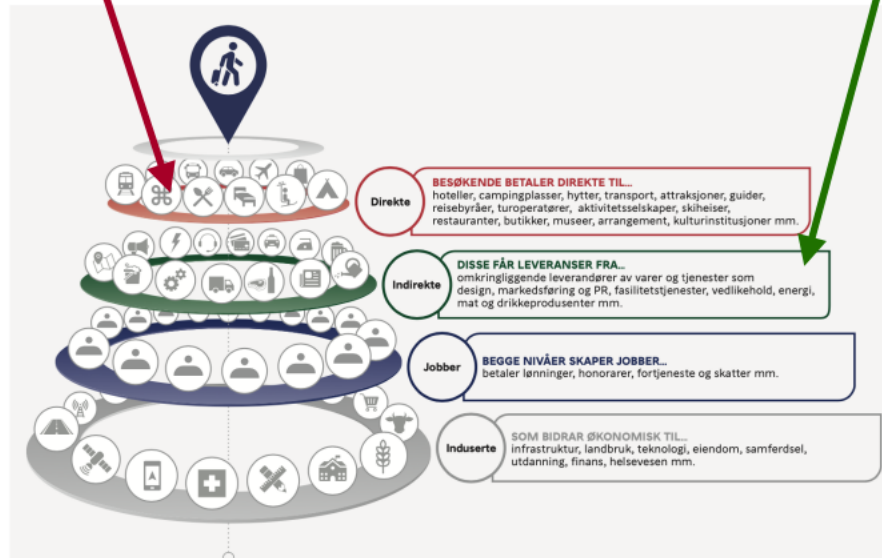 Direkte
BESØKENDE BETALER DIREKTE TIL...
hoteller, campingplasser, hytter, transport, attraksjoner, guider,
reisebyråer, turoperatører, aktivitetsselskaper, skiheiser,
restauranter, butikker, museer, arrangement, kulturinstitusjoner mm.
Indirekte
DISSE FÅR LEVERANSER FRA...
omkringliggende leverandører av varer og tjenester som
design, markedsføring og PR, fasilitetstjenester, vedlikehold, energi,
mat og drikkeprodusenter mm.
Jobber
BEGGE NIVÅER SKAPER JOBBER...
betaler lønninger, honorarer, fortjeneste og skatter mm.
Induserte
SOM BIDRAR ØKONOMISK TIL...
infrastruktur, landbruk, teknologi, eiendom, samferdsel,
utdanning, finans, helsevesen mm.